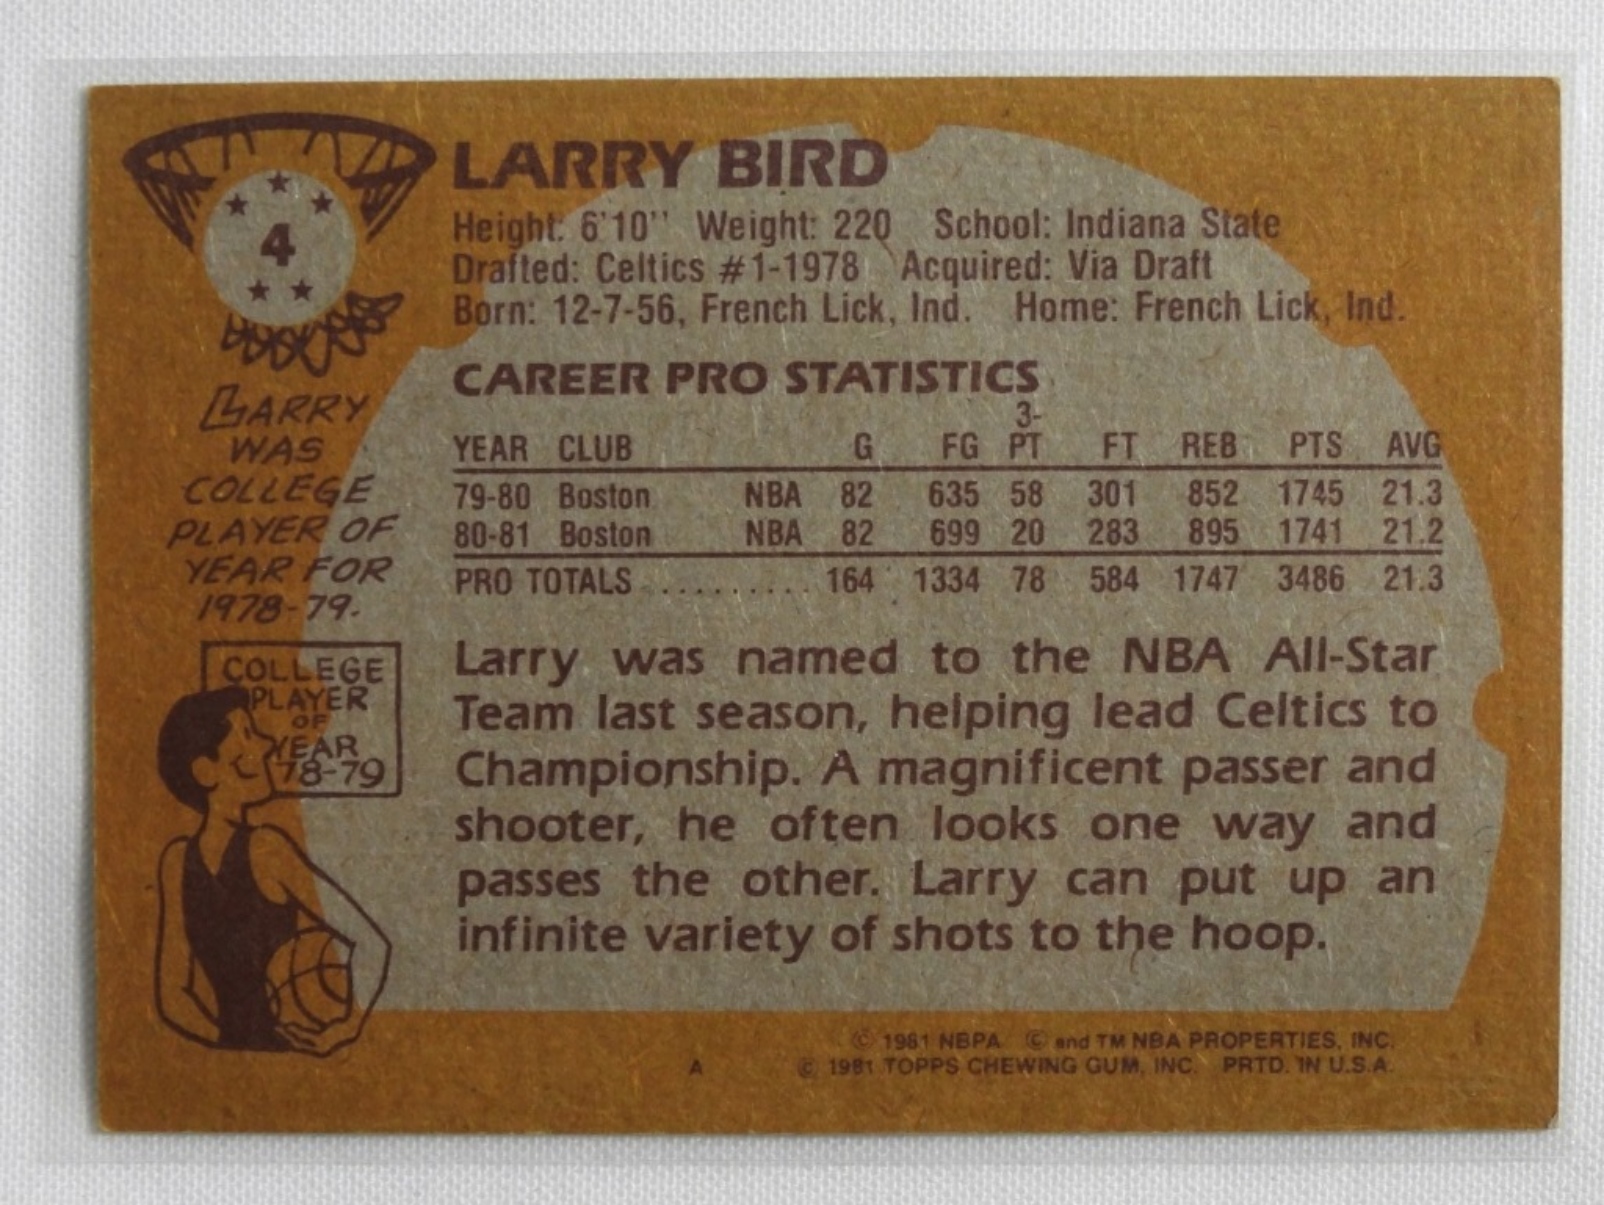 4
LARRY BIRD
Height: 6'10'' Weight: 220 School: Indiana State
Drafted: Celtics #1-1978 Acquired: Via Draft
Born: 12-7-56, French Lick, Ind. Home: French Lick, Ind.
LARRY
WAS
COLLEGE
PLAYER OF
YEAR FOR
1978-79.
COLLEGE
PLAYER
OF
YEAR
78-79
CAREER PRO STATISTICS
3-
YEAR CLUB G FG PT FT REB PTS AVG
79-80 Boston NBA 82 635 58 301 852 1745 21.3
80-81 Boston NBA 82 699 20 283 895 1741 21.2
PRO TOTALS .......... 164 1334 78 584 1747 3486 21.3
Larry was named to the NBA All-Star
Team last season, helping lead Celtics to
Championship. A magnificent passer and
shooter, he often looks one way and
passes the other. Larry can put up an
infinite variety of shots to the hoop.
© 1981 NBPA © and TM NBA PROPERTIES, INC.
A © 1981 TOPPS CHEWING GUM, INC. PRTD. IN U.S.A.